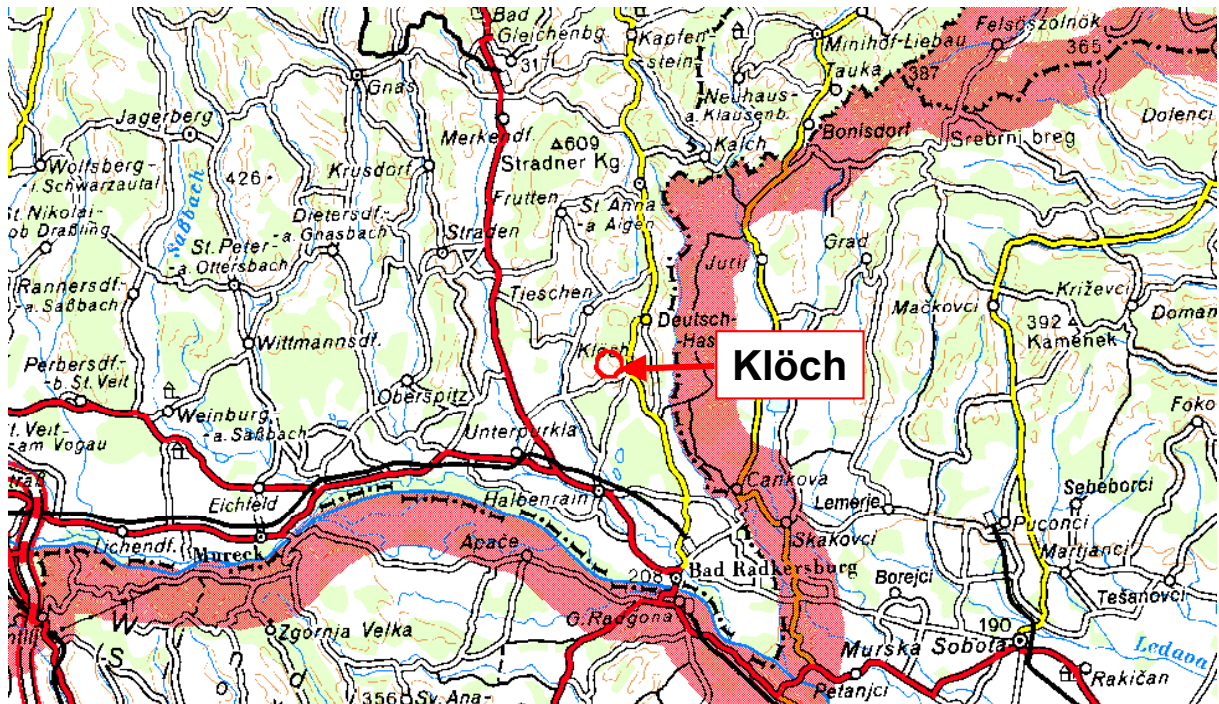 Bad
Gleichenbg.
317
Kapfen-
stein
Minihof-Liebau
Tauka
387
Felsöszölnök
365
Gnas
Neuhaus-
a. Klausenb.
Dolenci
Jagerberg
Merkendf.
609
Stradner Kg
Kalch
Bonisdorf
Srebrni breg
Wolfsberg-
i. Schwarzautal
426
Krusdorf
Saßbach
Frutten
St. Anna
a. Aigen
St. Nikolai-
ob Draßling
Dietersdf.-
-a. Gnasbach
Straden
St. Peter-
-a. Ottersbach
Grad
Jutir
Rannersdf.-
a. Saßbach
Tieschen
Mačkovci
Križevci
Doman
392
Kamenek
Deutsch-
-Has
Wittmannsdf.
Klöch
Klöch
Perbersdf.-
-b. St. Veit
Oberspitz
Weinburg-
-a. Saßbach
Foko
t. Veit-
am Vogau
Unterpurkla
Halbenrain
Cankova
Lemerje
Sebeborci
Eichfeld
Puconci
Skakovci
Lichendf.
Mureck
Apače
Martjanci
208
Bad Radkersburg
Borejci
Tešanovci
G. Radgona
Zgornja Velka
190
Murska Sobota
Ledava
Rakičan
Petanjci
356
Sv. Ana-